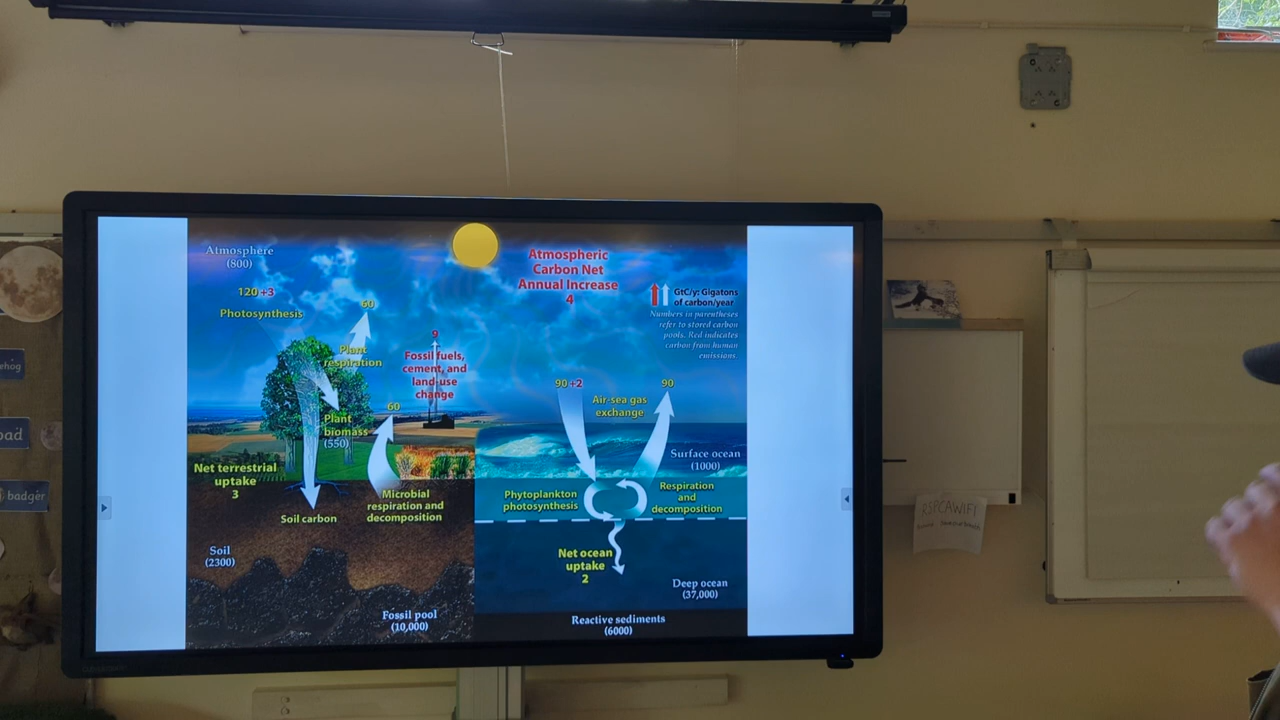 Atmosphere
(800)
120+3
Photosynthesis
60
Plant
respiration
9
Fossil fuels,
cement, and
land-use
change
Atmospheric
Carbon Net
Annual Increase
4
GtC/y: Gigatons
of carbon/year
Numbers in parentheses
refer to stored carbon
pools. Red indicates
carbon from human
emissions.
Plant
biomass
(550)
60
90+2
Air-sea gas
exchange
90
Surface ocean
(1000)
Net terrestrial
uptake
3
Soil carbon
Microbial
respiration and
decomposition
Phytoplankton
photosynthesis
Respiration
and
decomposition
Soil
(2300)
Net ocean
uptake
2
Deep ocean
(37,000)
Fossil pool
(10,000)
Reactive sediments
(6000)
badger
RSPCAWIFI